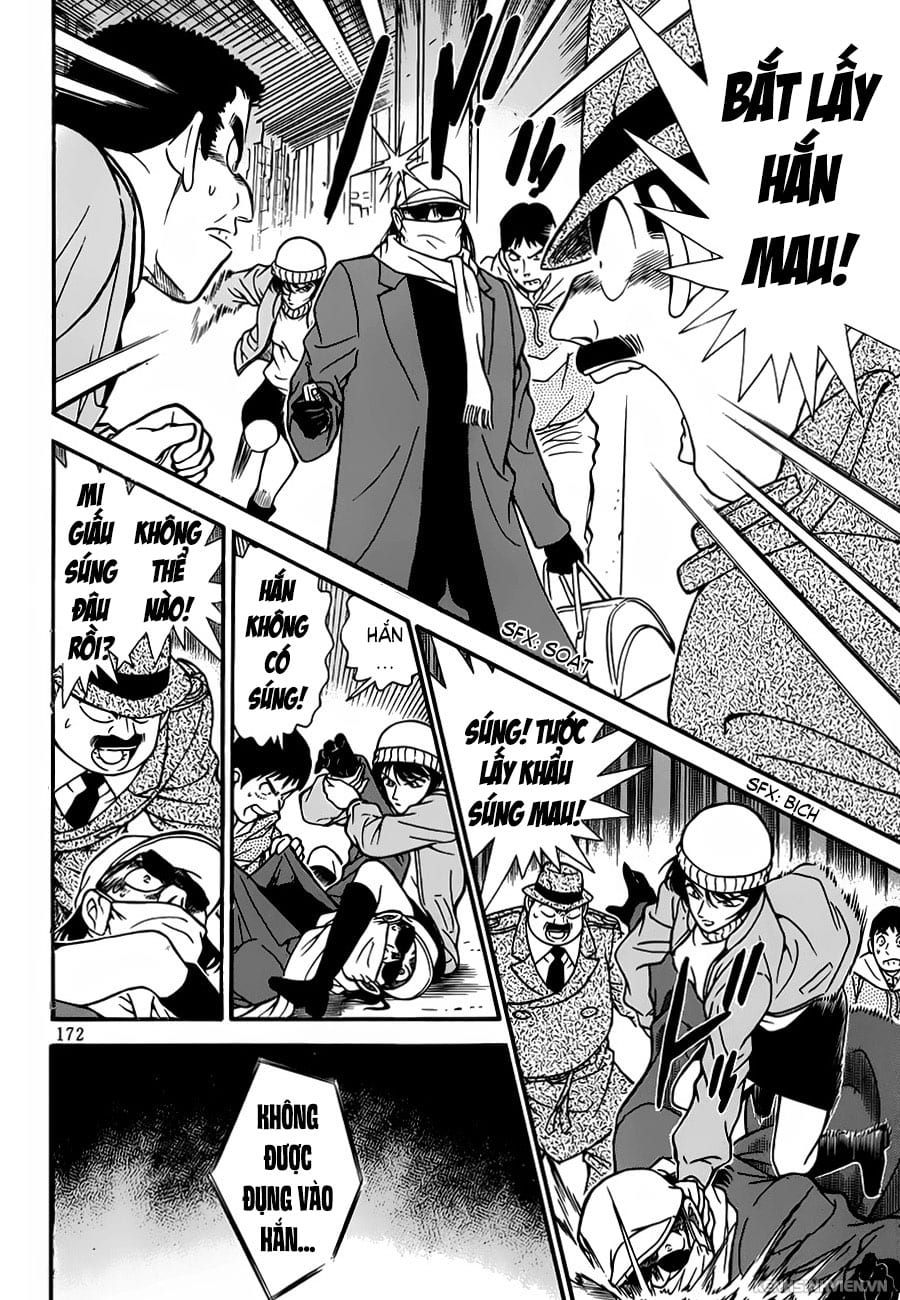 BẮT LẤY
HẮN
MAU!
SFX: SOẠT
SFX: BỊCH
SÚNG! TƯỚC
LẤY KHẨU
SÚNG MAU!
HẮN
...
HẮN
KHÔNG
CÓ
SÚNG!
KHÔNG
THỂ
NÀO!
MI
GIẤU
SÚNG
ĐÂU
RỒI?
172
KHÔNG
ĐƯỢC
ĐỤNG VÀO
HẮN...